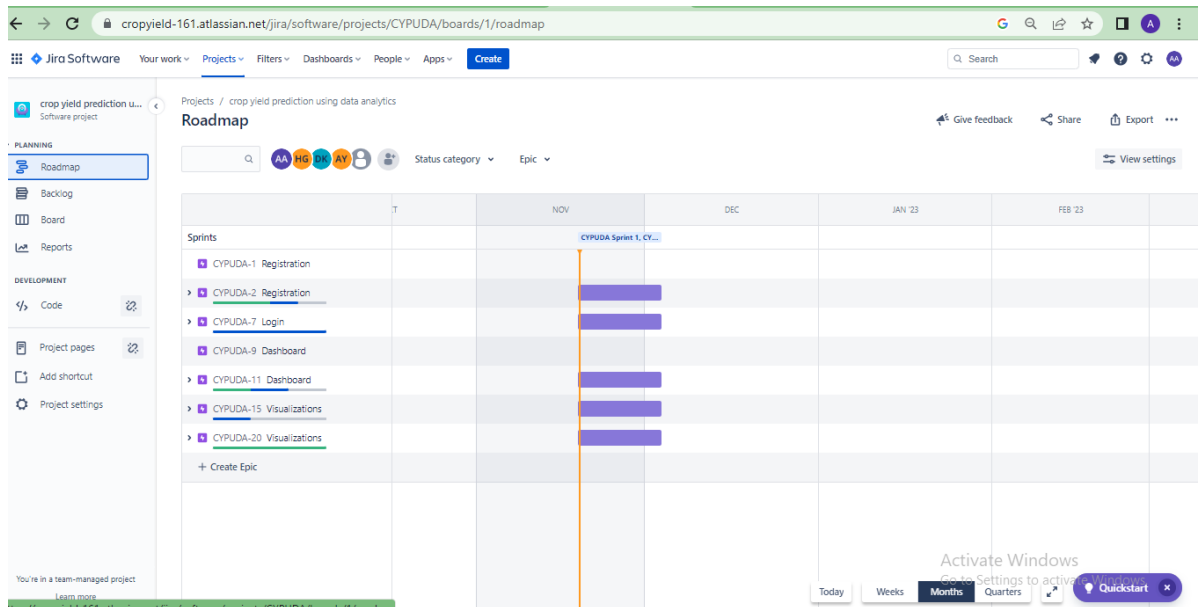 cropyield-161.atlassian.net/jira/software/projects/CYPUDA/boards/1/roadmap
A
Jira Software Your work Projects Filters Dashboards People Apps Create
Search
AA
crop yield prediction u...
Software project
PLANNING
Roadmap
Backlog
Board
Reports
DEVELOPMENT
Code
Project pages
Add shortcut
Project settings
You're in a team-managed project
Learn more
Projects / crop yield prediction using data analytics
Roadmap
Give feedback Share Export
AA HG DK AY Status category Epic
View settings
T NOV DEC JAN '23 FEB '23
Sprints
CYPUDA Sprint 1, CY...
CYPUDA-1 Registration
CYPUDA-2 Registration
CYPUDA-7 Login
CYPUDA-9 Dashboard
CYPUDA-11 Dashboard
CYPUDA-15 Visualizations
CYPUDA-20 Visualizations
+ Create Epic
Activate Windows
Go to Settings to activate Windows.
Today Weeks Months Quarters
Quickstart